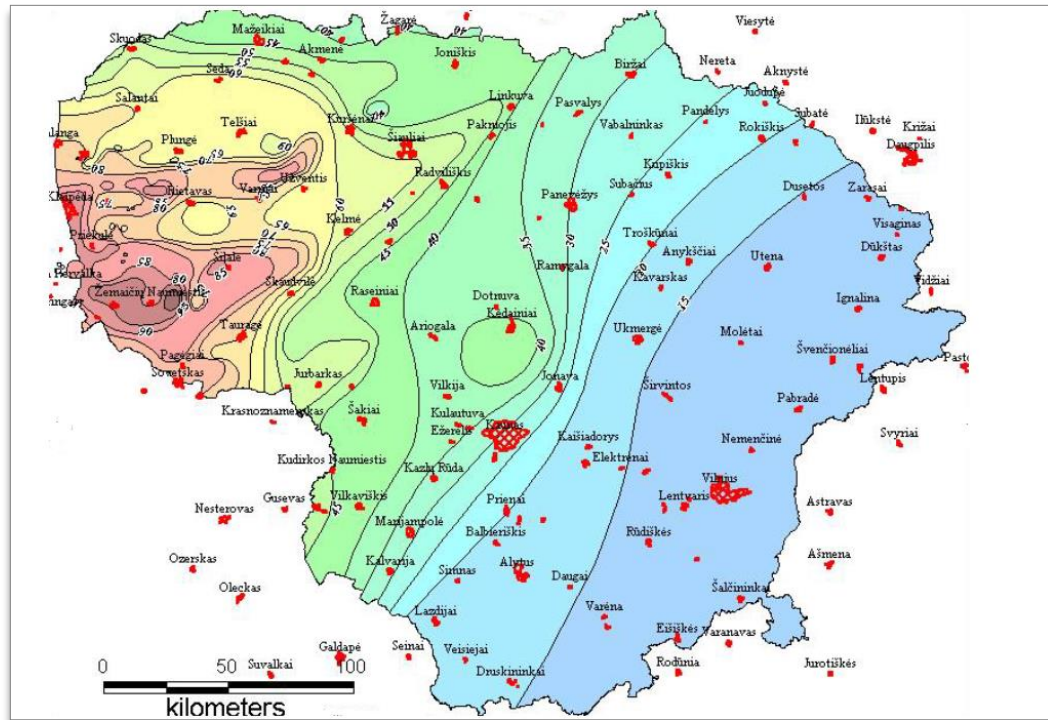 Žagarė
Viesytė
Skuodas
Mažeikiai
Akmenė
Joniškis
Biržai
Nereta
Aknystė
Seda
Juodupė
Salantai
Linkuva
Pasvalys
Pandėlys
Subatė
Telšiai
Kuršėnai
Pakruojis
Vabalninkas
Rokiškis
Ilūkstė
Križai
Plungė
Šiauliai
Daugpilis
Kupiškis
Radviliškis
Subačius
Dusetos
Zarasai
Rietavas
Varniai
Užventis
Panevėžys
Klaipėda
Visaginas
Priekulė
Kelmė
Troškūnai
Anykščiai
Dūkštas
Šilalė
Ramygala
Utena
Skaudvilė
Kavarskas
Vidžiai
Žemaičių Naumiestis
Raseiniai
Dotnuva
Kėdainiai
Ignalina
Tauragė
Ariogala
Ukmergė
Molėtai
Švenčionėliai
Pagėgiai
Sovetskas
Jurbarkas
Vilkija
Jonava
Širvintos
Lentupis
Krasnoznamenskas
Šakiai
Kulautuva
Pabradė
Ežerėlis
Kaunas
Kaišiadorys
Nemenčinė
Svyriai
Kudirkos Naumiestis
Kazlų Rūda
Elektrėnai
Vilnius
Nesterovas
Gusevas
Vilkaviškis
Prienai
Lentvaris
Astravas
Marijampolė
Balbieriškis
Rūdiškės
Ozerskas
Kalvarija
Simnas
Alytus
Daugai
Ašmena
Oleckas
Šalčininkai
Lazdijai
Varėna
Eišiškės
Varanavas
Galdapė
Seinai
Veisiejai
Suvalkai
Druskininkai
Rodūnia
Jurotiškės
0 50 100
kilometers